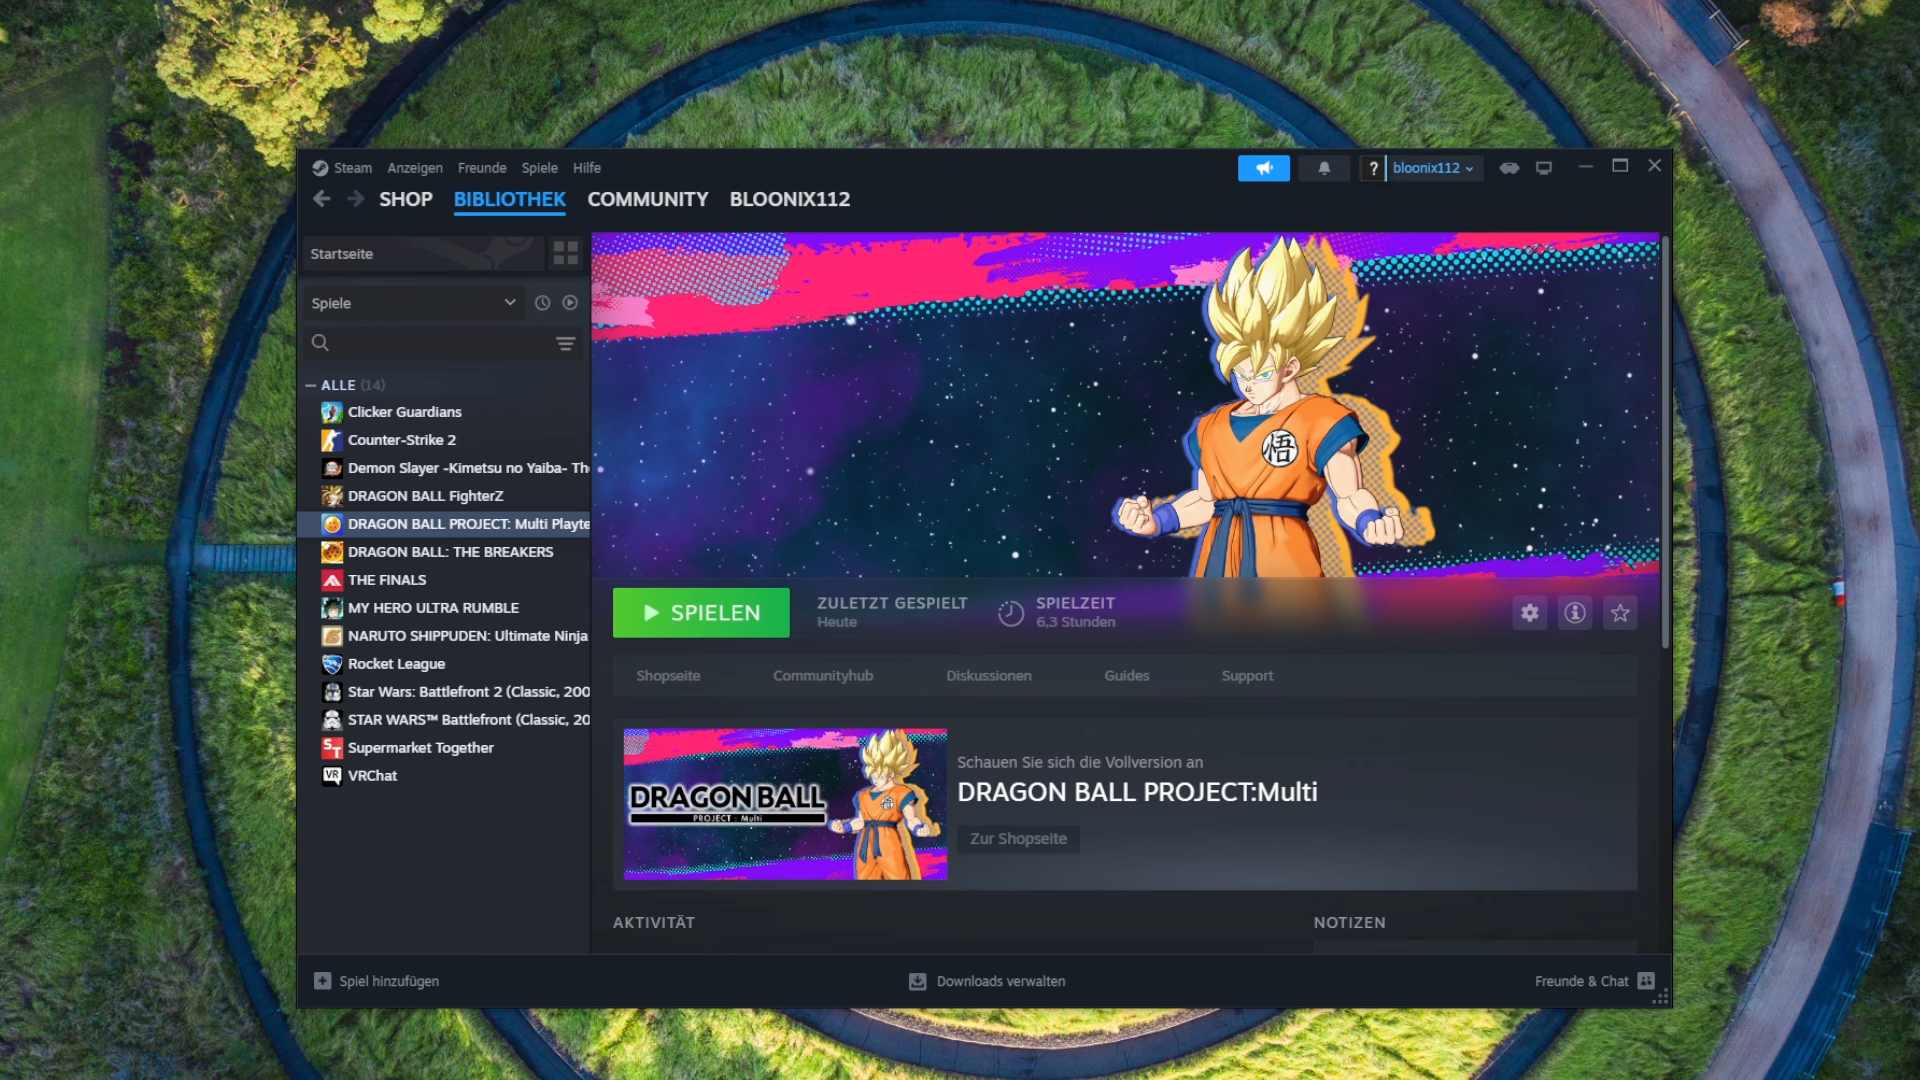 Steam Anzeigen Freunde Spiele Hilfe
? bloonix112
SHOP BIBLIOTHEK COMMUNITY BLOONIX112
Startseite
Spiele
ALLE (14)
Clicker Guardians
Counter-Strike 2
Demon Slayer -Kimetsu no Yaiba- Th
DRAGON BALL FighterZ
DRAGON BALL PROJECT: Multi Playte
DRAGON BALL: THE BREAKERS
THE FINALS
MY HERO ULTRA RUMBLE
NARUTO SHIPPUDEN: Ultimate Ninja
Rocket League
Star Wars: Battlefront 2 (Classic, 200
STAR WARS™ Battlefront (Classic, 20
ST Supermarket Together
VR VRChat
悟
SPIELEN
ZULETZT GESPIELT
Heute
SPIELZEIT
6,3 Stunden
Shopseite Communityhub Diskussionen Guides Support
DRAGON BALL
PROJECT : Multi
Schauen Sie sich die Vollversion an
DRAGON BALL PROJECT:Multi
Zur Shopseite
AKTIVITÄT
NOTIZEN
Spiel hinzufügen
Downloads verwalten
Freunde & Chat